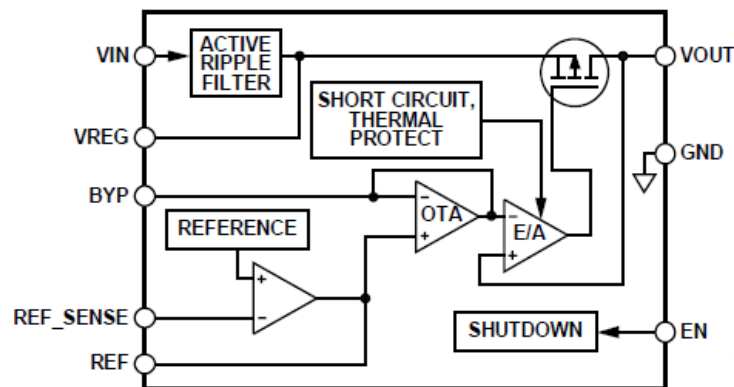 VIN
ACTIVE
RIPPLE
FILTER
VOUT
SHORT CIRCUIT,
THERMAL
PROTECT
VREG
GND
BYP
–
OTA
+
–
E/A
+
REFERENCE
+
–
REF_SENSE
REF
SHUTDOWN
EN